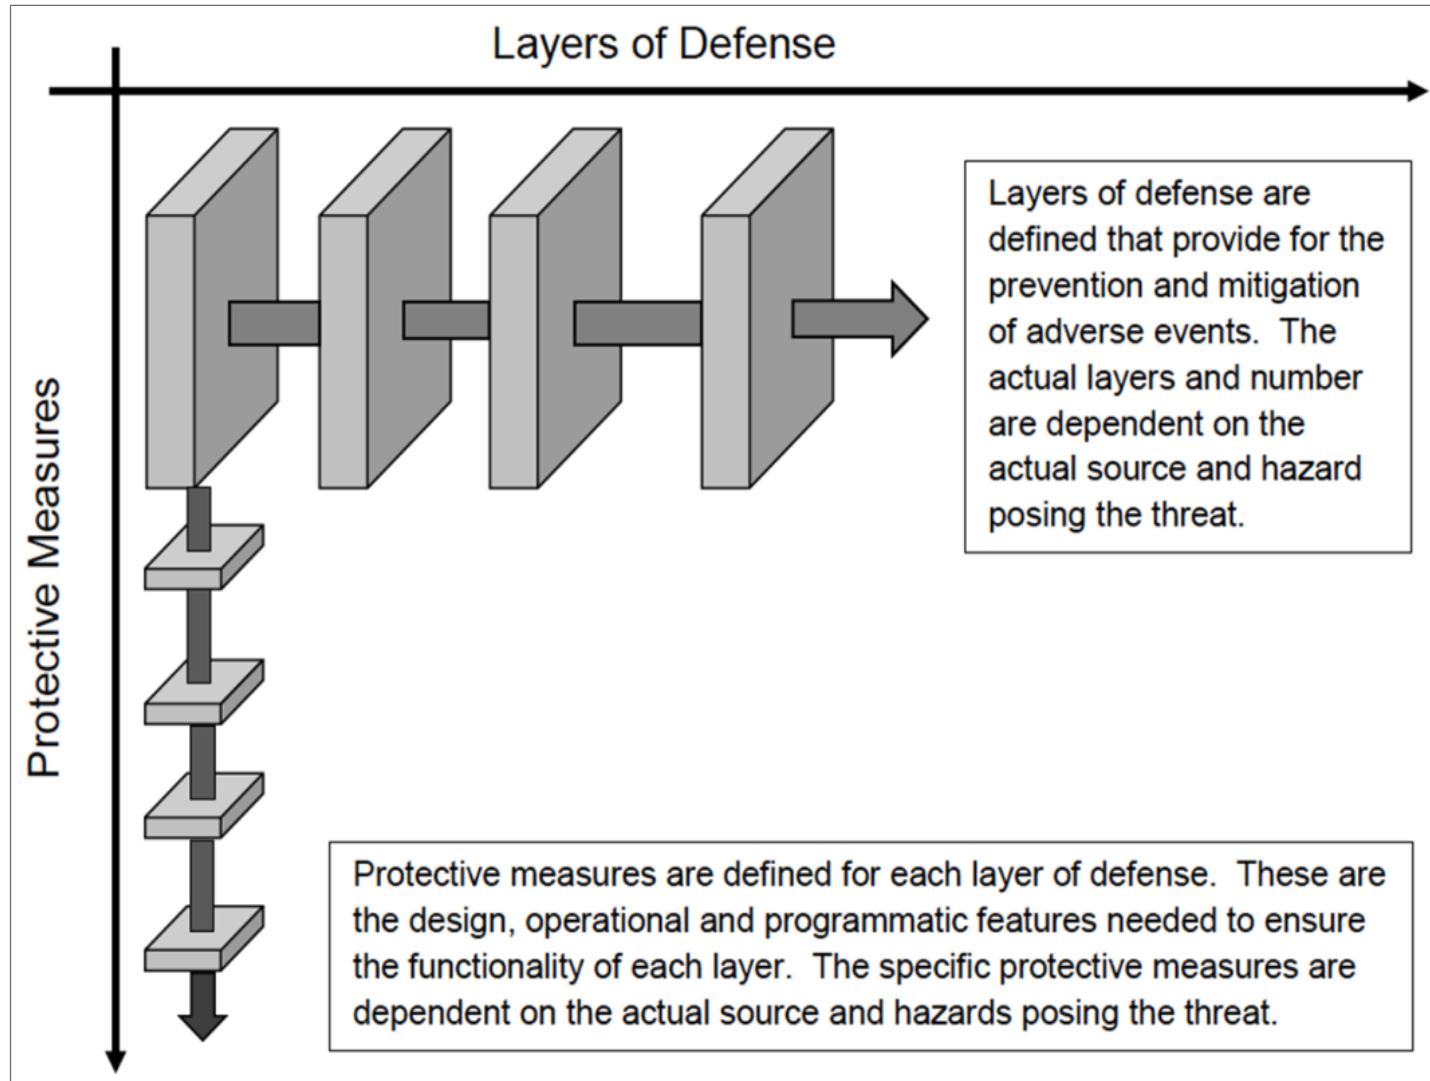 Layers of Defense
Layers of defense are
defined that provide for the
prevention and mitigation
of adverse events.  The
actual layers and number
are dependent on the
actual source and hazard
posing the threat.
Protective Measures
Protective measures are defined for each layer of defense.  These are
the design, operational and programmatic features needed to ensure
the functionality of each layer.  The specific protective measures are
dependent on the actual source and hazards posing the threat.